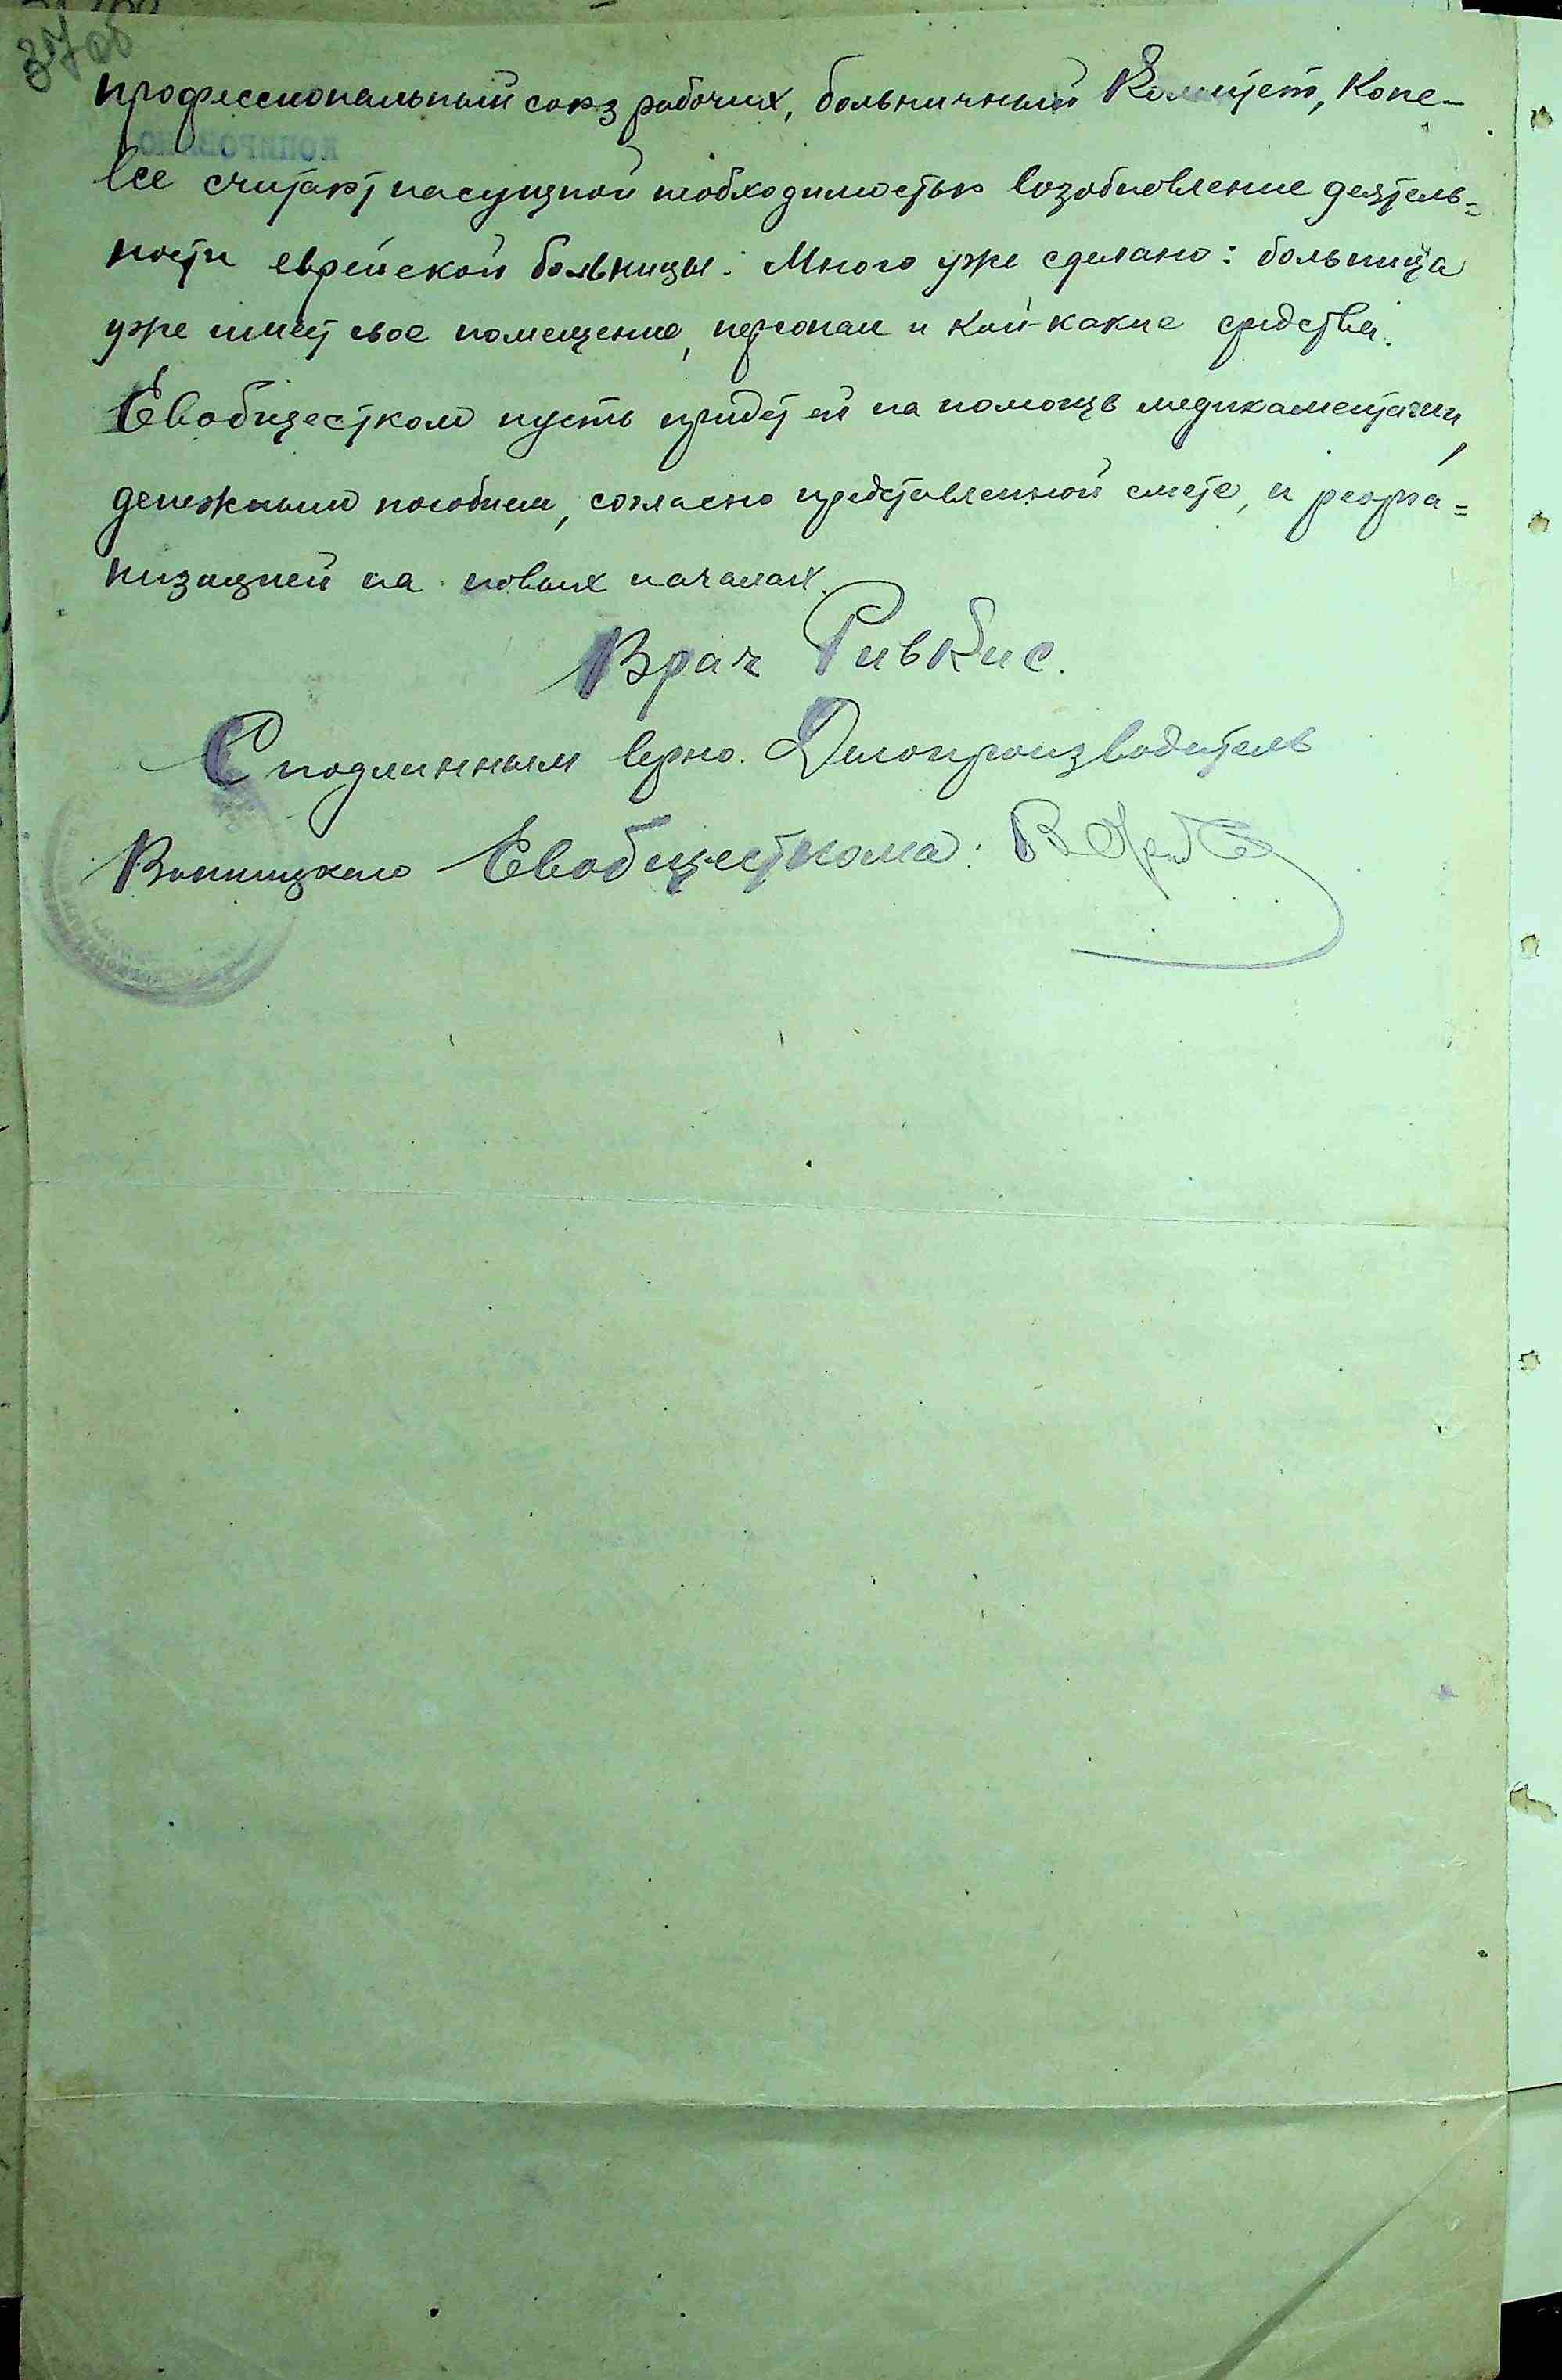 37об
профессиональный союз рабочих, больничный Комитет, Копе-
все считают насущной необходимостью возобновление деятель=
ности еврейской больницы. Много уже сделано: больница
уже имеет свое помещение, персонал и кой-какие средства.
Евобщестком пусть придет ей на помощь медикаментами,
денежным пособием, согласно представленной смете, и реорга=
низацией на новых началах.
Врач Ривкис.
С подлинным верно. Делопроизводитель
Винницкого Евобщесткома: